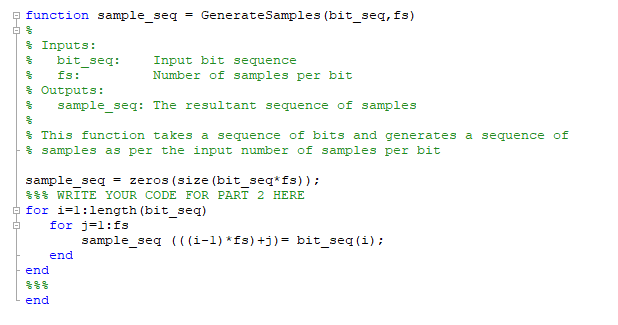 function sample_seq = GenerateSamples(bit_seq,fs)
%
% Inputs:
%   bit_seq:    Input bit sequence
%   fs:         Number of samples per bit
% Outputs:
%   sample_seq: The resultant sequence of samples
%
% This function takes a sequence of bits and generates a sequence of
% samples as per the input number of samples per bit
sample_seq = zeros(size(bit_seq*fs));
%%% WRITE YOUR CODE FOR PART 2 HERE
for i=1:length(bit_seq)
   for j=1:fs
       sample_seq (((i-1)*fs)+j)= bit_seq(i);
   end
end
%%%
end